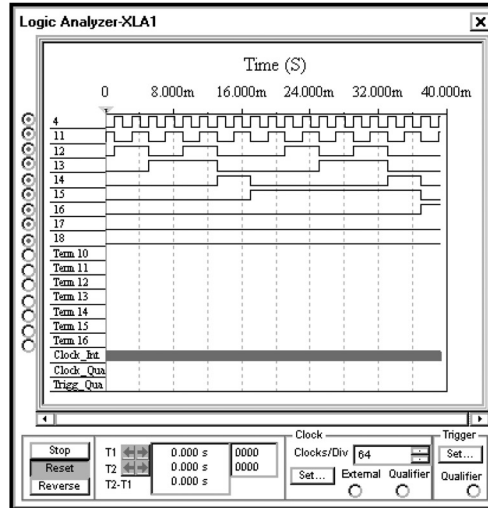 Logic Analyzer-XLA1
Time (S)
0 8.000m 16.000m 24.000m 32.000m 40.000m
4
11
12
13
14
15
16
17
18
Term 10
Term 11
Term 12
Term 13
Term 14
Term 15
Term 16
Clock_Int
Clock_Qua
Trigg_Qua
Stop
Reset
Reverse
T1 0.000 s 0000
T2 0.000 s 0000
T2-T1 0.000 s
Clock
Clocks/Div 64
Set... External Qualifier
Trigger
Set...
Qualifier